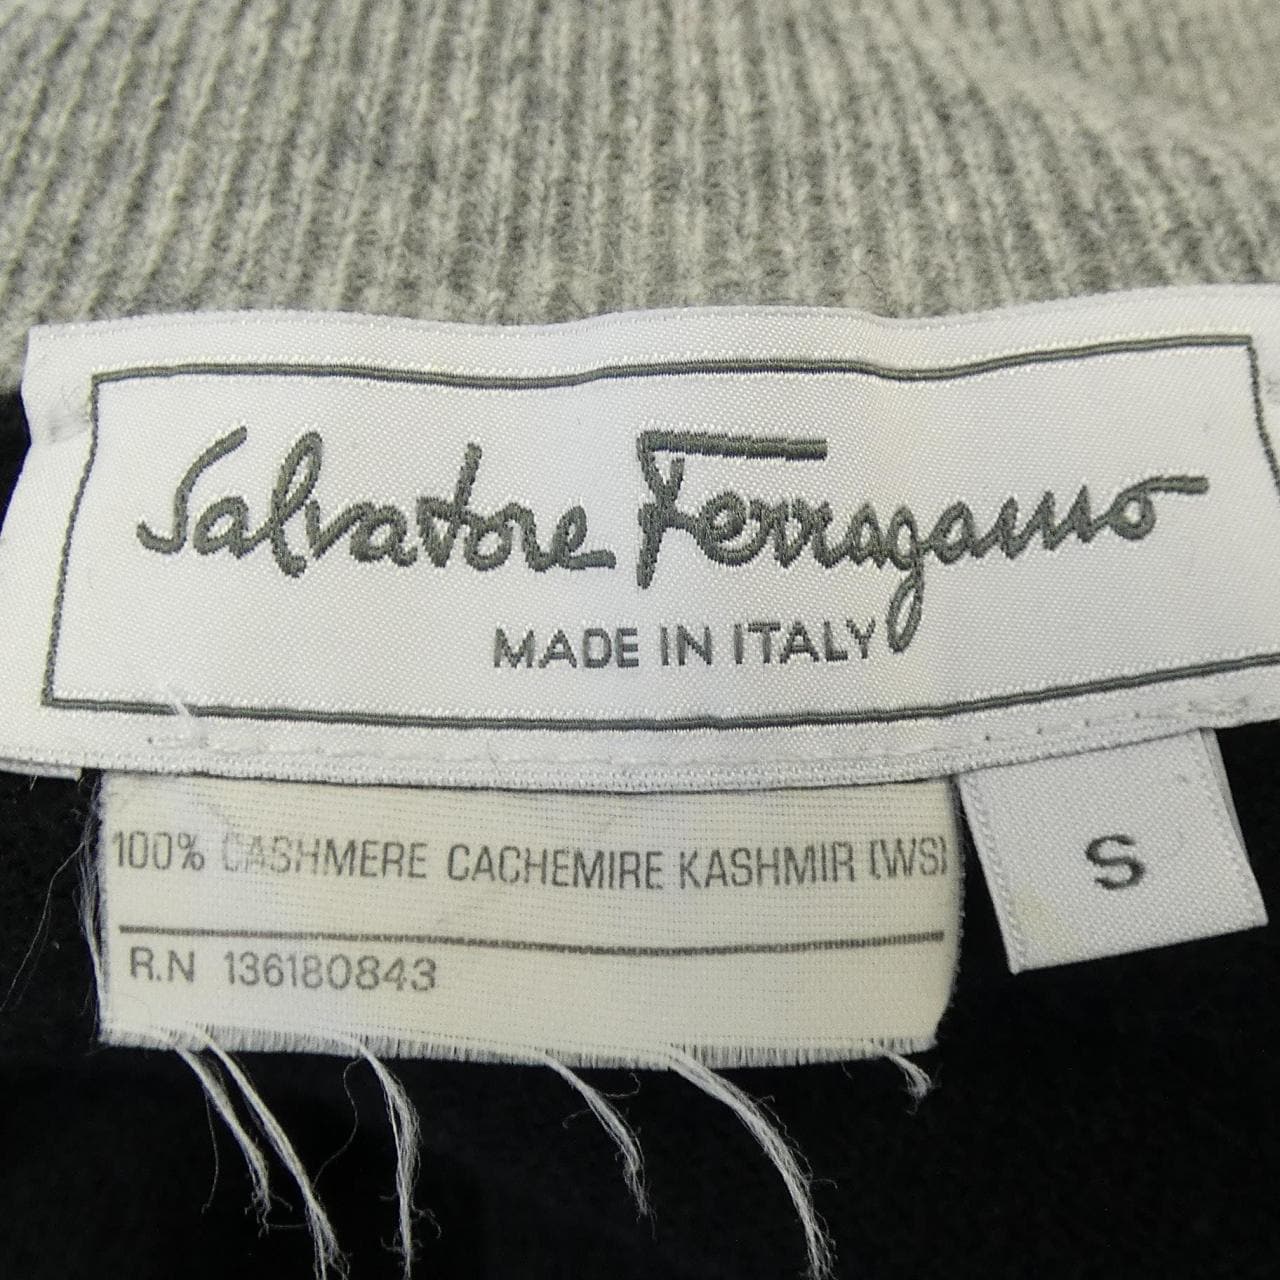 Salvatore Ferragamo
MADE IN ITALY
100% CASHMERE CACHEMIRE KASHMIR (WS)
S
R.N 136180843